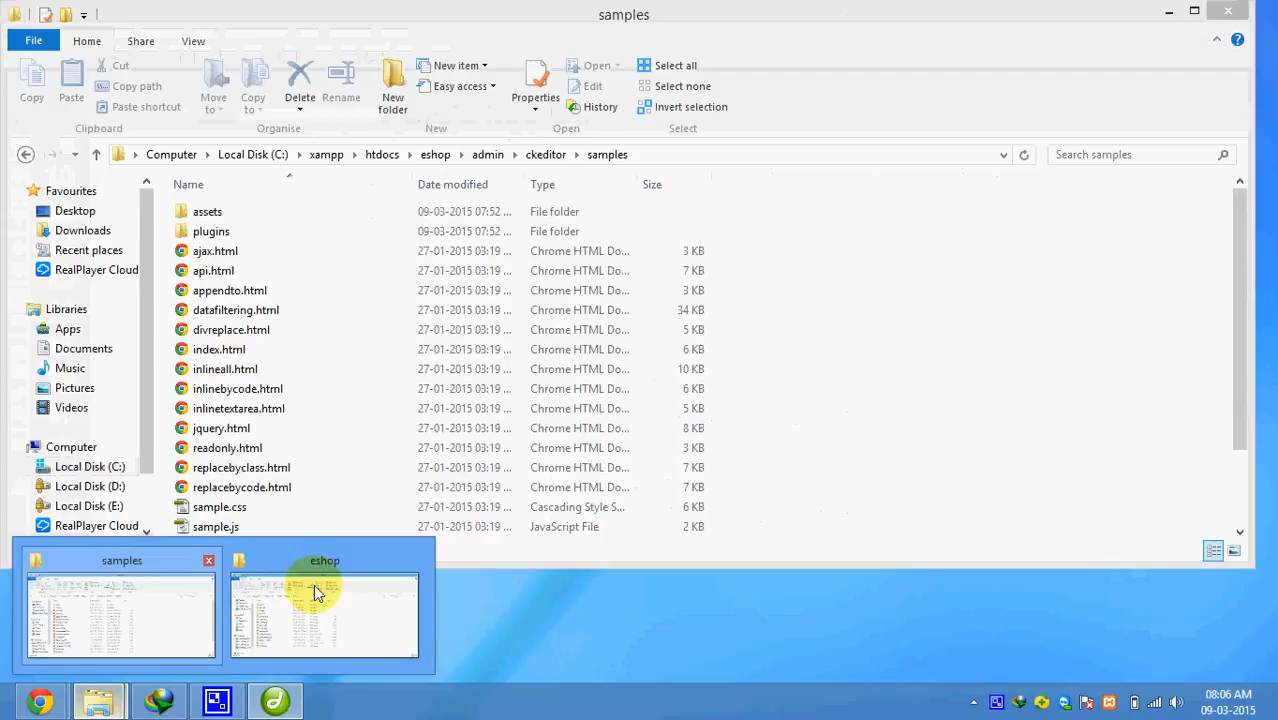 samples
File Home Share View
Copy Paste Cut Copy path Paste shortcut Move to Copy to Delete Rename New folder New item Easy access Properties Open Edit History Select all Select none Invert selection
Clipboard Organise New Open Select
Computer Local Disk (C:) xampp htdocs eshop admin ckeditor samples Search samples
Favourites
Desktop
Downloads
Recent places
RealPlayer Cloud
Libraries
Apps
Documents
Music
Pictures
Videos
Computer
Local Disk (C:)
Local Disk (D:)
Local Disk (E:)
RealPlayer Cloud
Name Date modified Type Size
assets 09-03-2015 07:52 ... File folder
plugins 09-03-2015 07:52 ... File folder
ajax.html 27-01-2015 03:19 ... Chrome HTML Do... 3 KB
api.html 27-01-2015 03:19 ... Chrome HTML Do... 7 KB
appendto.html 27-01-2015 03:19 ... Chrome HTML Do... 3 KB
datafiltering.html 27-01-2015 03:19 ... Chrome HTML Do... 34 KB
divreplace.html 27-01-2015 03:19 ... Chrome HTML Do... 5 KB
index.html 27-01-2015 03:19 ... Chrome HTML Do... 6 KB
inlineall.html 27-01-2015 03:19 ... Chrome HTML Do... 10 KB
inlinebycode.html 27-01-2015 03:19 ... Chrome HTML Do... 6 KB
inlinetextarea.html 27-01-2015 03:19 ... Chrome HTML Do... 5 KB
jquery.html 27-01-2015 03:19 ... Chrome HTML Do... 8 KB
readonly.html 27-01-2015 03:19 ... Chrome HTML Do... 3 KB
replacebyclass.html 27-01-2015 03:19 ... Chrome HTML Do... 7 KB
replacebycode.html 27-01-2015 03:19 ... Chrome HTML Do... 7 KB
sample.css 27-01-2015 03:19 ... Cascading Style S... 6 KB
sample.js 27-01-2015 03:19 ... JavaScript File 2 KB
samples eshop
08:06 AM
09-03-2015